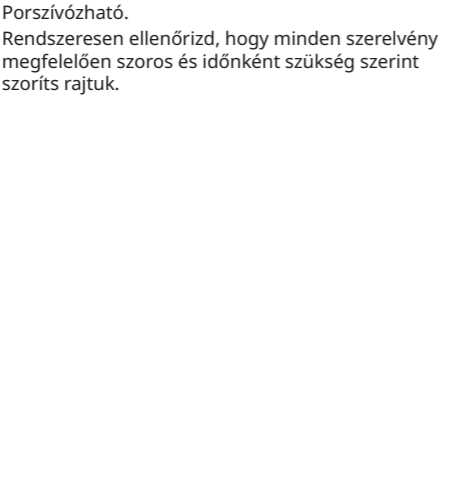 Porszívózható.
Rendszeresen ellenőrizd, hogy minden szerelvény
megfelelően szoros és időnként szükség szerint
szoríts rajtuk.